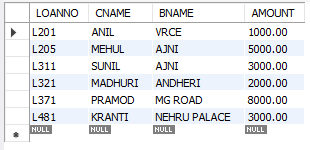 LOANNO CNAME BNAME AMOUNT
L201 ANIL VRCE 1000.00
L205 MEHUL AJNI 5000.00
L311 SUNIL AJNI 3000.00
L321 MADHURI ANDHERI 2000.00
L371 PRAMOD MG ROAD 8000.00
L481 KRANTI NEHRU PALACE 3000.00
NULL NULL NULL NULL